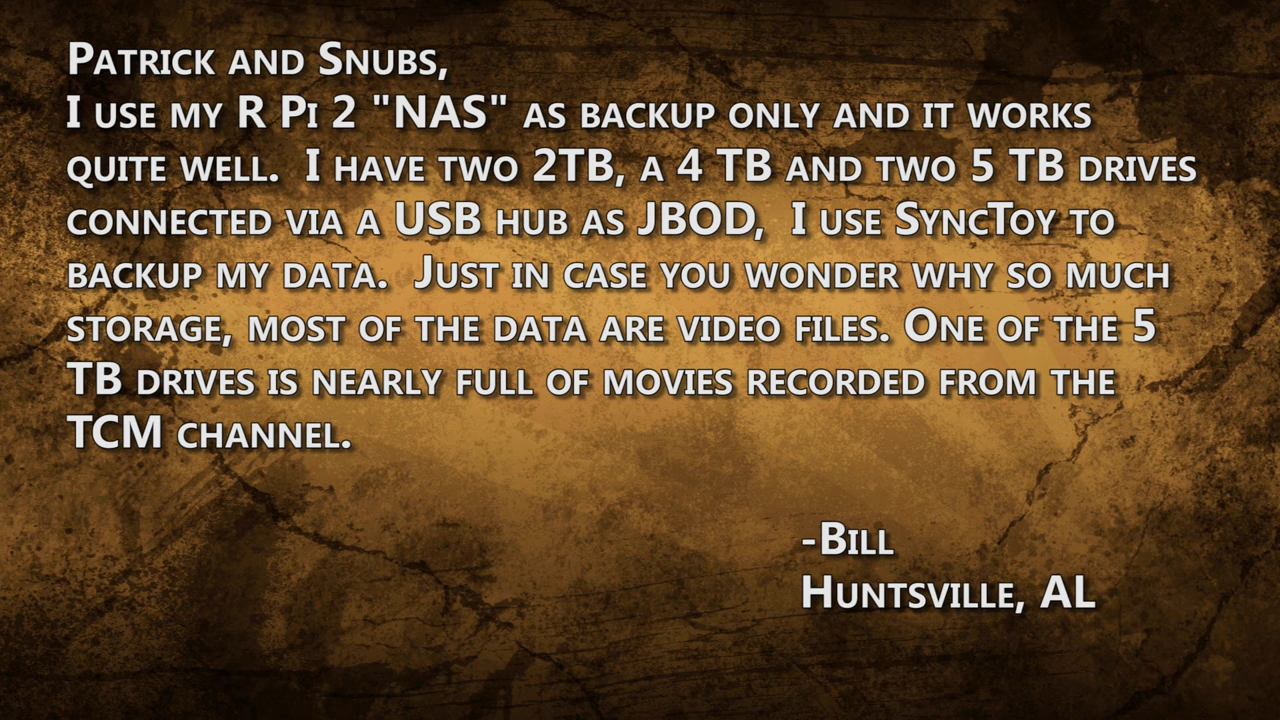 Patrick and Snubs,
I use my R Pi 2 "NAS" as backup only and it works
quite well.  I have two 2TB, a 4 TB and two 5 TB drives
connected via a USB hub as JBOD,  I use SyncToy to
backup my data.  Just in case you wonder why so much
storage, most of the data are video files. One of the 5
TB drives is nearly full of movies recorded from the
TCM channel.
-Bill
Huntsville, AL